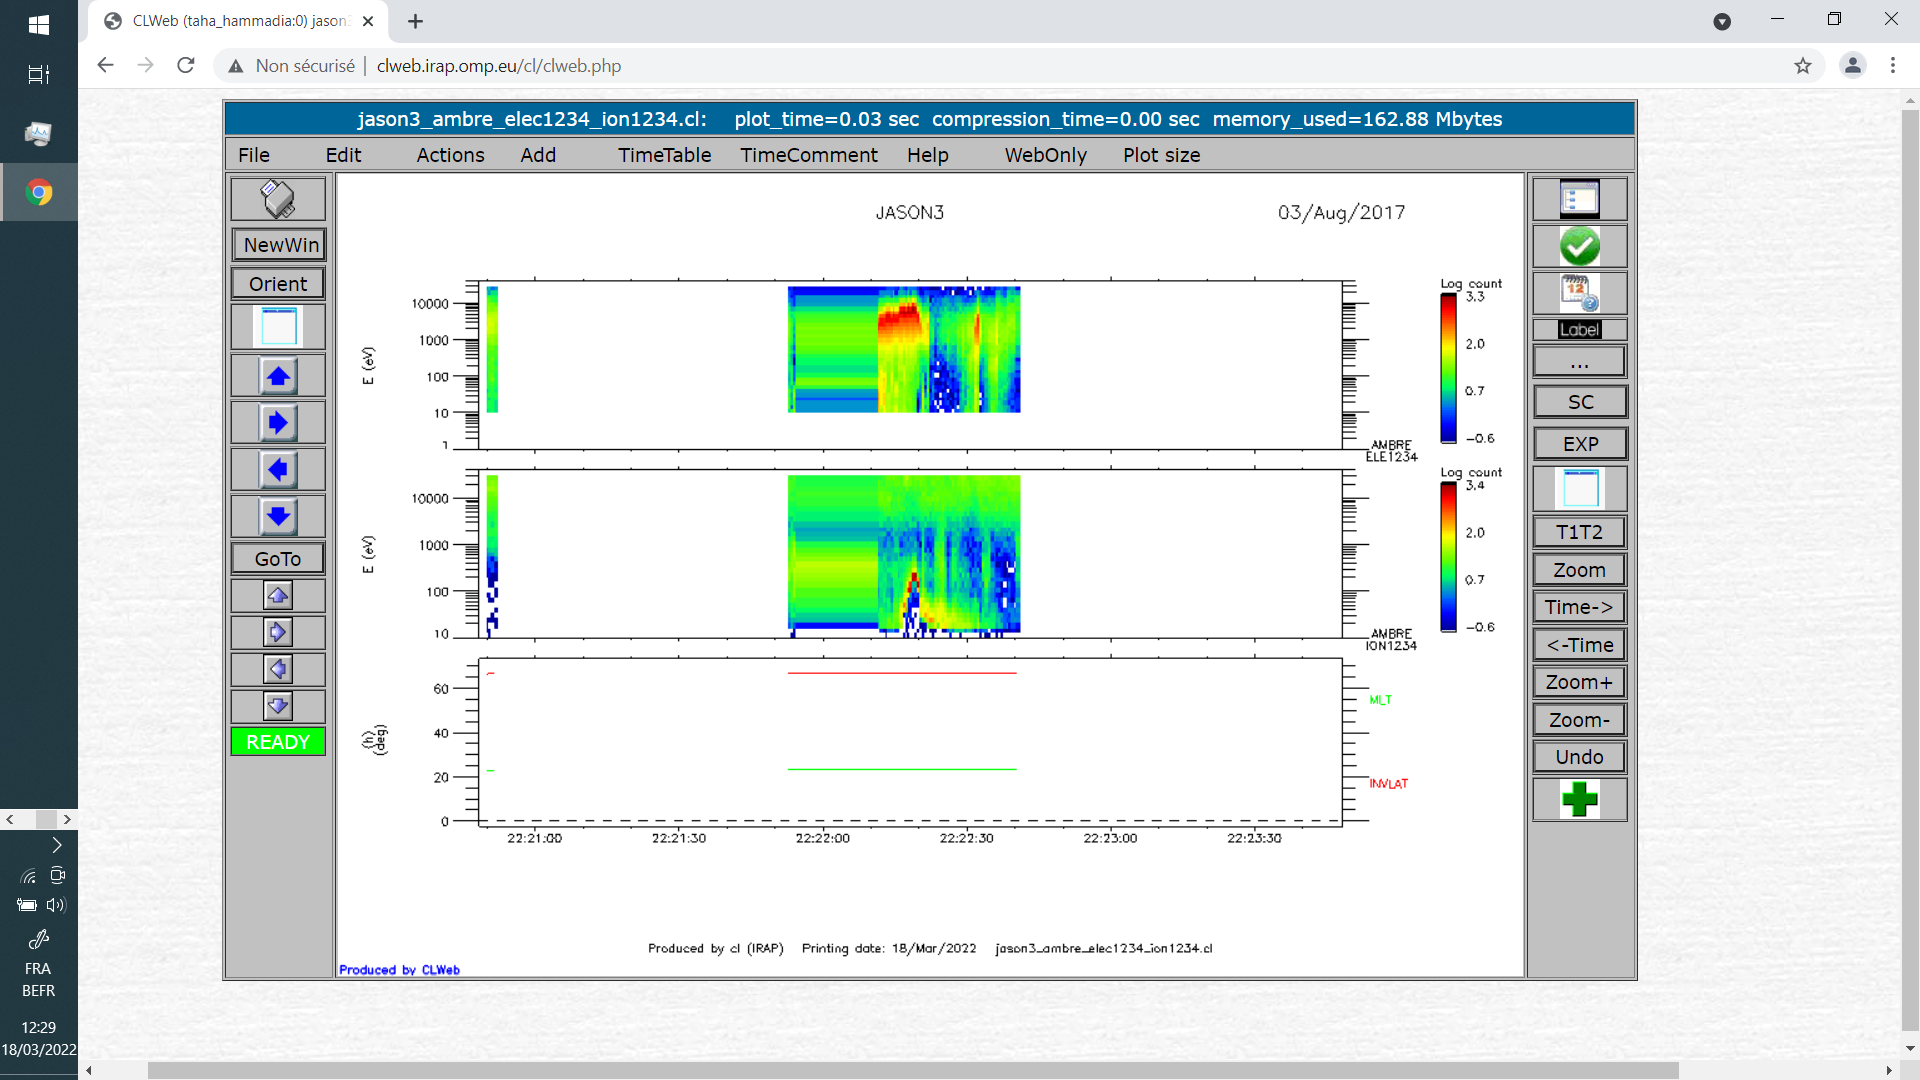 CLWeb (taha_hammadia:0) jason3
Non sécurisé | clweb.irap.omp.eu/cl/clweb.php
jason3_ambre_elec1234_ion1234.cl: plot_time=0.03 sec compression_time=0.00 sec memory_used=162.88 Mbytes
File Edit Actions Add TimeTable TimeComment Help WebOnly Plot size
NewWin
Orient
GoTo
READY
JASON3 03/Aug/2017
E (eV)
10000
1000
100
10
1
Log count
3.3
2.0
0.7
-0.6
AMBRE
ELE1234
E (eV)
10000
1000
100
10
Log count
3.4
2.0
0.7
-0.6
AMBRE
ION1234
(h)
(deg)
60
40
20
0
MLT
INVLAT
22:21:00 22:21:30 22:22:00 22:22:30 22:23:00 22:23:30
Produced by cl (IRAP) Printing date: 18/Mar/2022 jason3_ambre_elec1234_ion1234.cl
Produced by CLWeb
12
Label
...
SC
EXP
T1T2
Zoom
Time->
<-Time
Zoom+
Zoom-
Undo
FRA
BEFR
12:29
18/03/2022